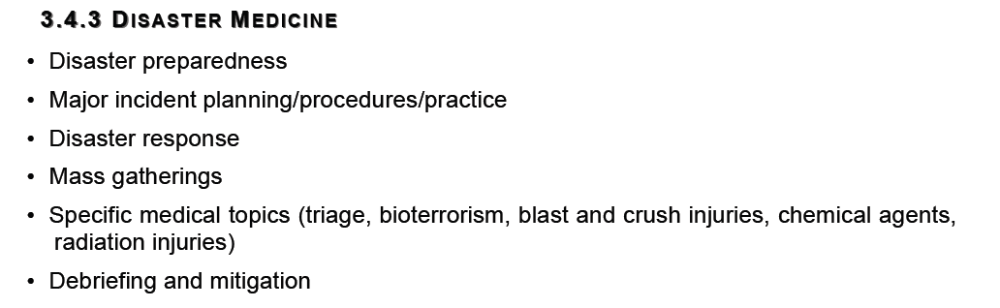 3.4.3 DISASTER MEDICINE
• Disaster preparedness
• Major incident planning/procedures/practice
• Disaster response
• Mass gatherings
• Specific medical topics (triage, bioterrorism, blast and crush injuries, chemical agents,
radiation injuries)
• Debriefing and mitigation